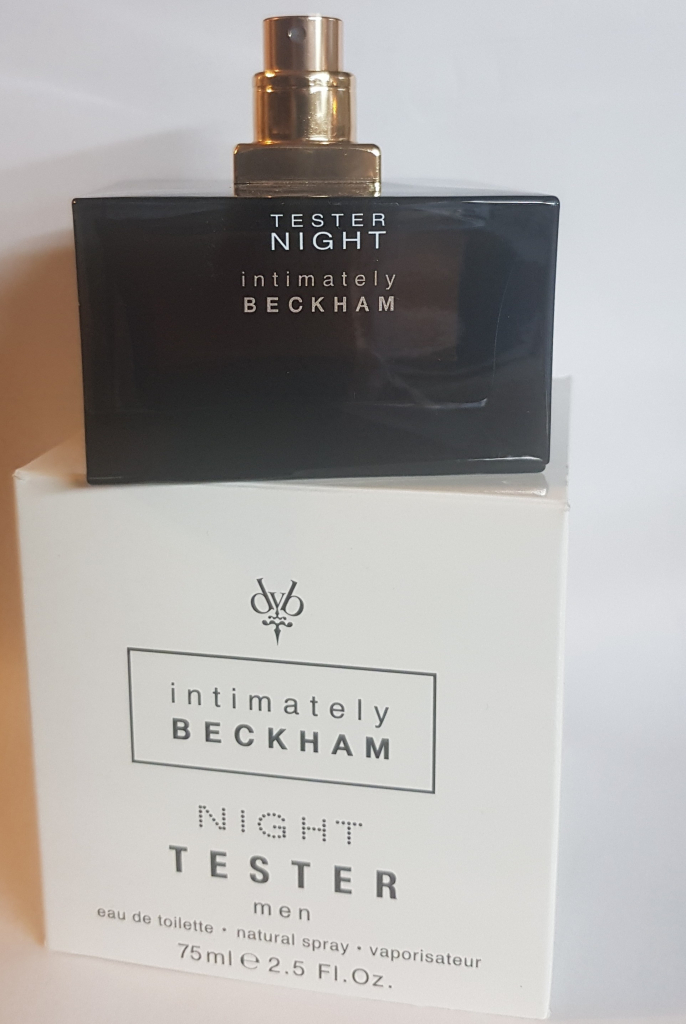 TESTER
NIGHT
intimately
BECKHAM
dvb
intimately
BECKHAM
NIGHT
TESTER
men
eau de toilette • natural spray • vaporisateur
75ml ℮ 2.5 Fl.Oz.